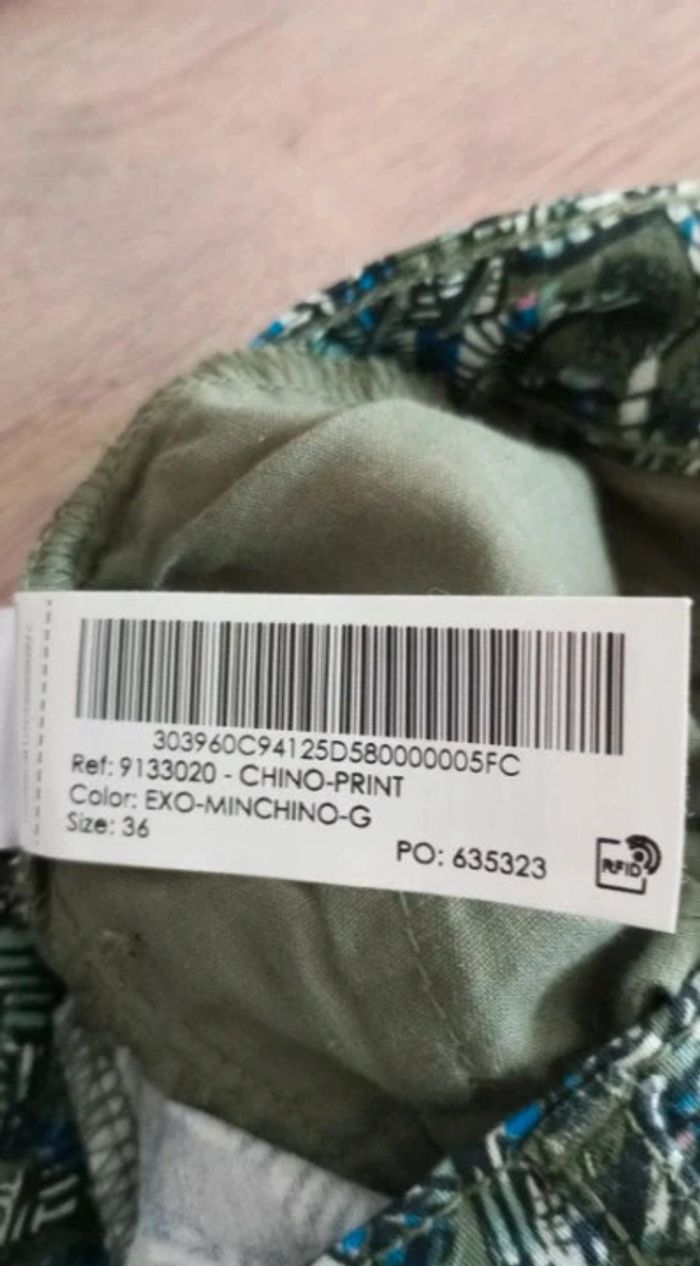 303960C94125D580000005FC
Ref: 9133020 - CHINO-PRINT
Color: EXO-MINCHINO-G
Size: 36
PO: 635323
RFID